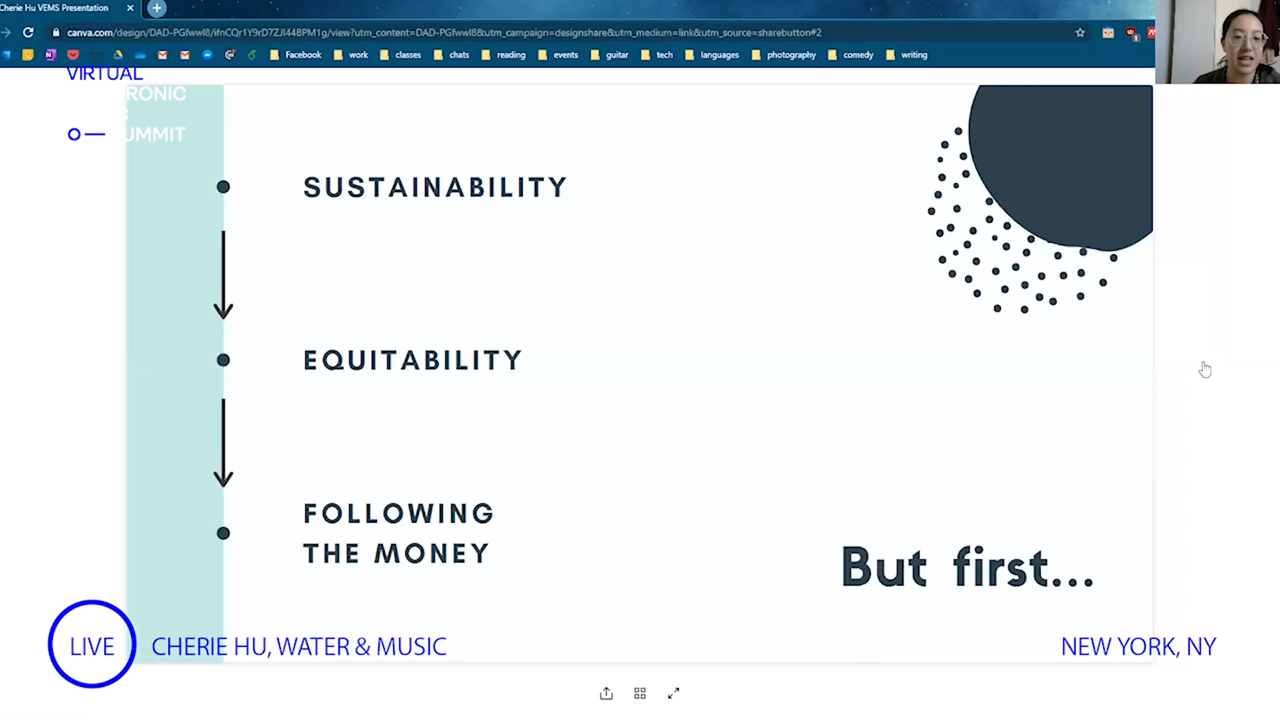 Cherie Hu VEMS Presentation
canva.com/design/DAD-PGfwwI8/ifnCQr1Y9rD7ZJI44BPM1g/view?utm_content=DAD-PGfwwI8&utm_campaign=designshare&utm_medium=link&utm_source=sharebutton#2
Facebook work classes chats reading events guitar tech languages photography comedy writing
VIRTUAL
RONIC
UMMIT
SUSTAINABILITY
EQUITABILITY
FOLLOWING
THE MONEY
But first...
LIVE CHERIE HU, WATER & MUSIC NEW YORK, NY